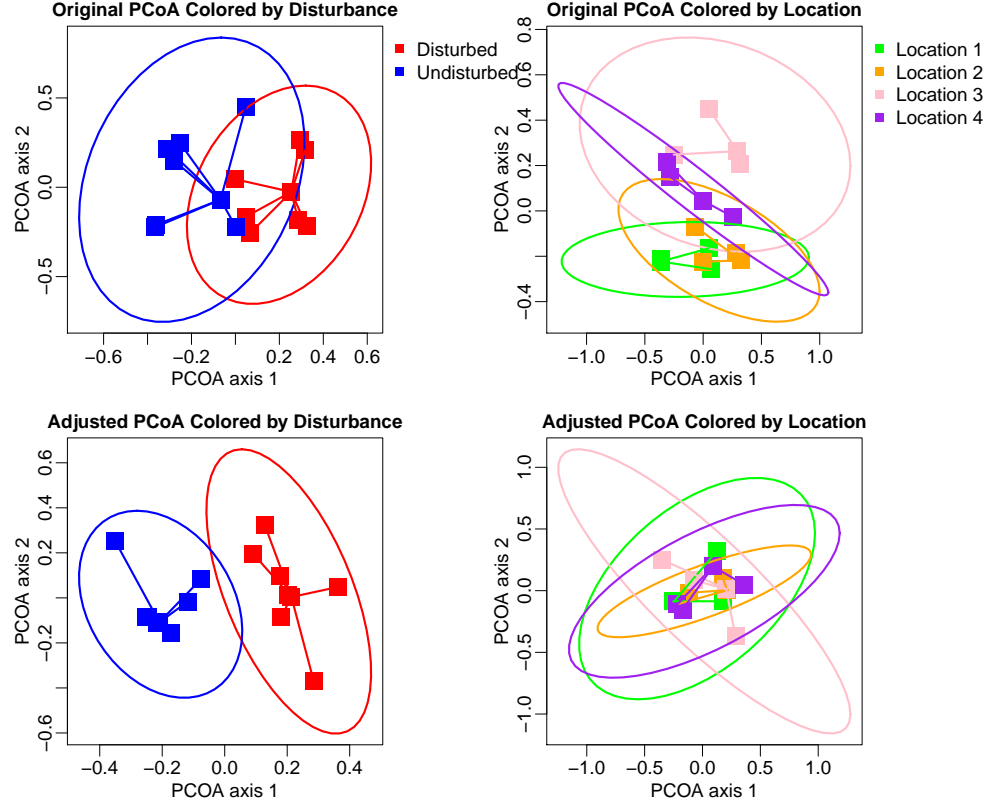 Original PCoA Colored by Disturbance
Original PCoA Colored by Location
0.5
0.0
−0.5
PCOA axis 2
−0.6
−0.2
0.2
0.4
0.6
PCOA axis 1
Disturbed
Undisturbed
0.8
0.4
0.0
−0.4
PCOA axis 2
−1.0
−0.5
0.0
0.5
1.0
PCOA axis 1
Location 1
Location 2
Location 3
Location 4
Adjusted PCoA Colored by Disturbance
Adjusted PCoA Colored by Location
0.6
0.4
0.2
−0.2
−0.6
PCOA axis 2
−0.4
−0.2
0.0
0.2
0.4
PCOA axis 1
1.0
0.5
0.0
−0.5
−1.0
PCOA axis 2
−1.0
−0.5
0.0
0.5
1.0
PCOA axis 1